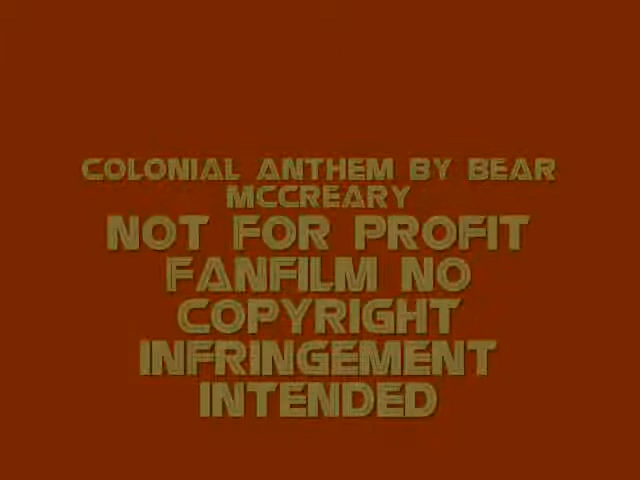 COLONIAL ANTHEM BY BEAR
MCCREARY
NOT FOR PROFIT
FANFILM NO
COPYRIGHT
INFRINGEMENT
INTENDED